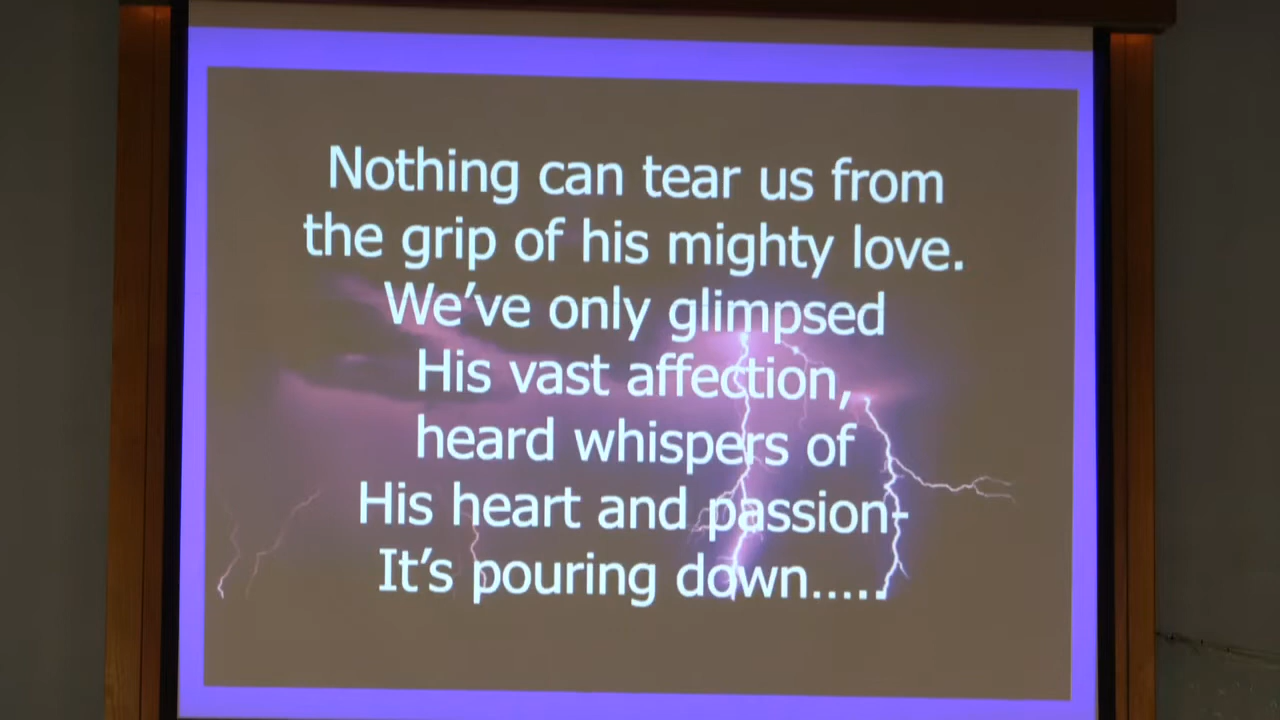 Nothing can tear us from
the grip of his mighty love.
We’ve only glimpsed
His vast affection,
heard whispers of
His heart and passion-
It’s pouring down.....